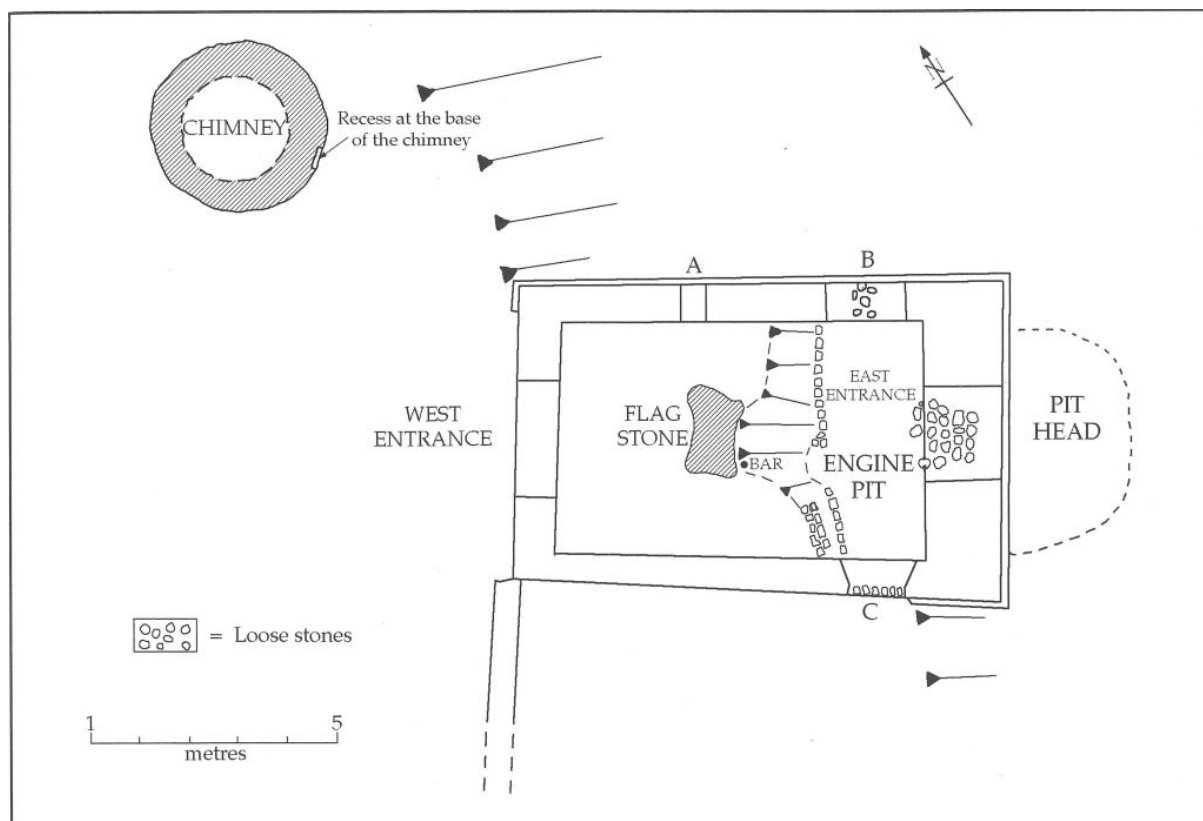 N
CHIMNEY
Recess at the base
of the chimney
A
B
EAST
ENTRANCE
WEST
ENTRANCE
FLAG
STONE
PIT
HEAD
BAR
ENGINE
PIT
C
= Loose stones
1 5
metres